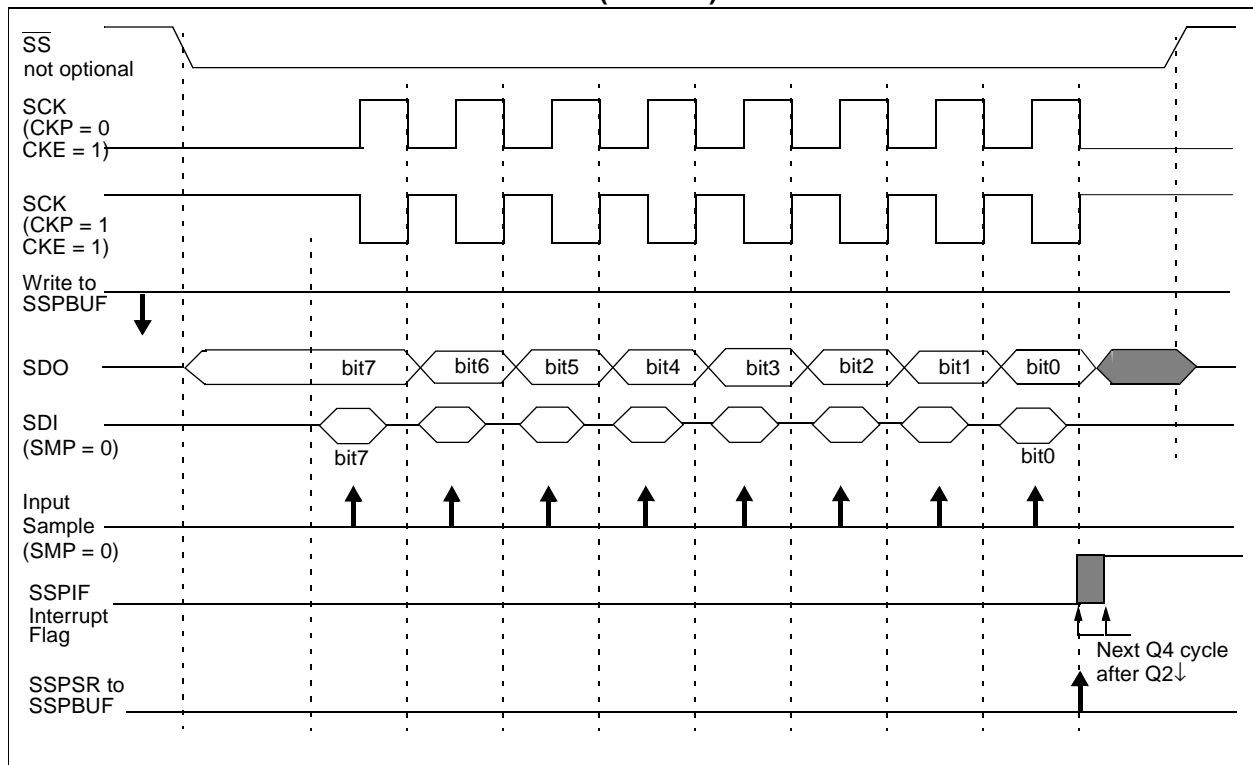 SS
not optional
SCK
(CKP = 0
CKE = 1)
SCK
(CKP = 1
CKE = 1)
Write to
SSPBUF
SDO
bit7 bit6 bit5 bit4 bit3 bit2 bit1 bit0
SDI
(SMP = 0)
bit7 bit0
Input
Sample
(SMP = 0)
SSPIF
Interrupt
Flag
Next Q4 cycle
after Q2↓
SSPSR to
SSPBUF